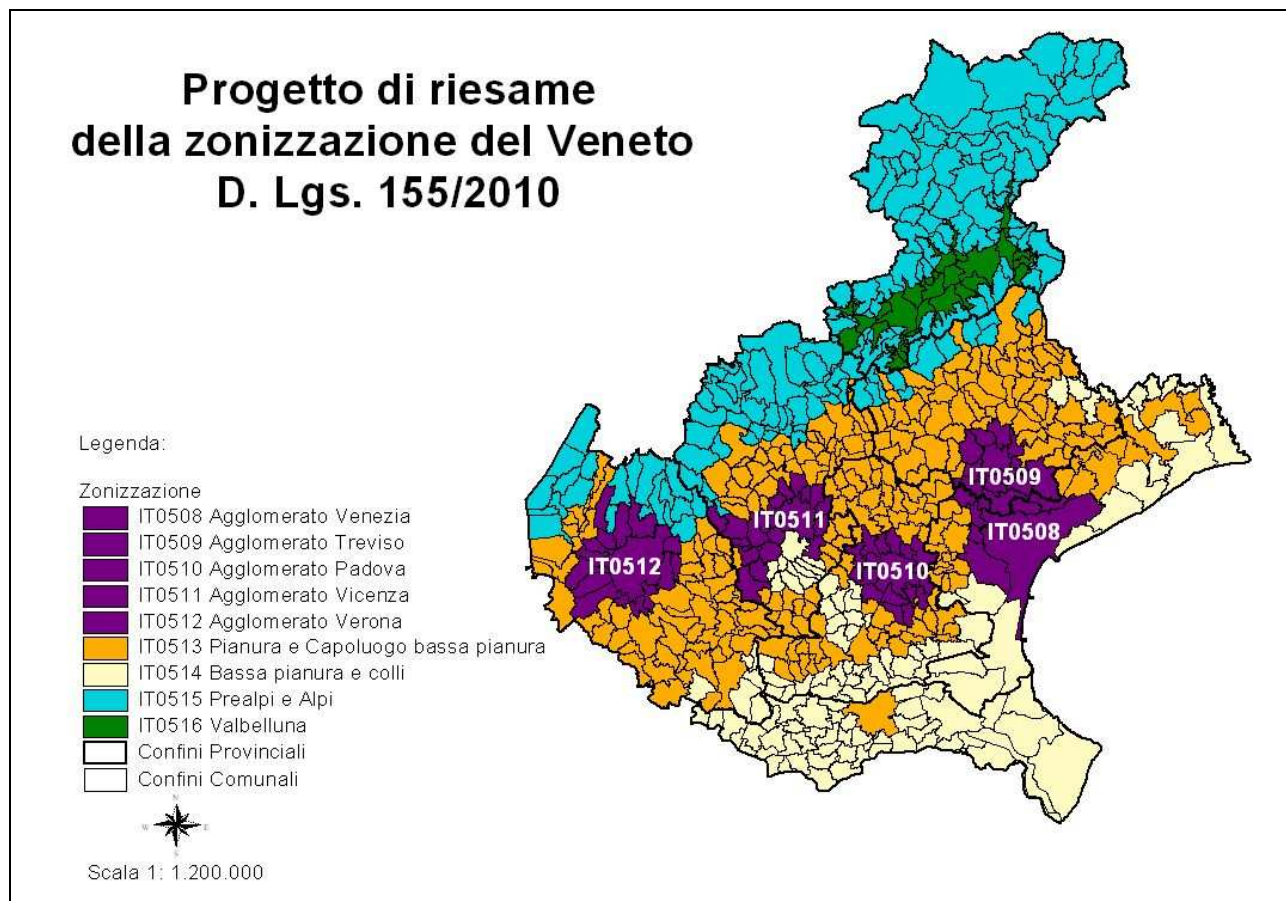 Progetto di riesame
della zonizzazione del Veneto
D. Lgs. 155/2010
Legenda:
Zonizzazione
IT0508 Agglomerato Venezia
IT0509 Agglomerato Treviso
IT0510 Agglomerato Padova
IT0511 Agglomerato Vicenza
IT0512 Agglomerato Verona
IT0513 Pianura e Capoluogo bassa pianura
IT0514 Bassa pianura e colli
IT0515 Prealpi e Alpi
IT0516 Valbelluna
Confini Provinciali
Confini Comunali
N
W
E
S
Scala 1: 1.200.000
IT0509
IT0511
IT0508
IT0512
IT0510